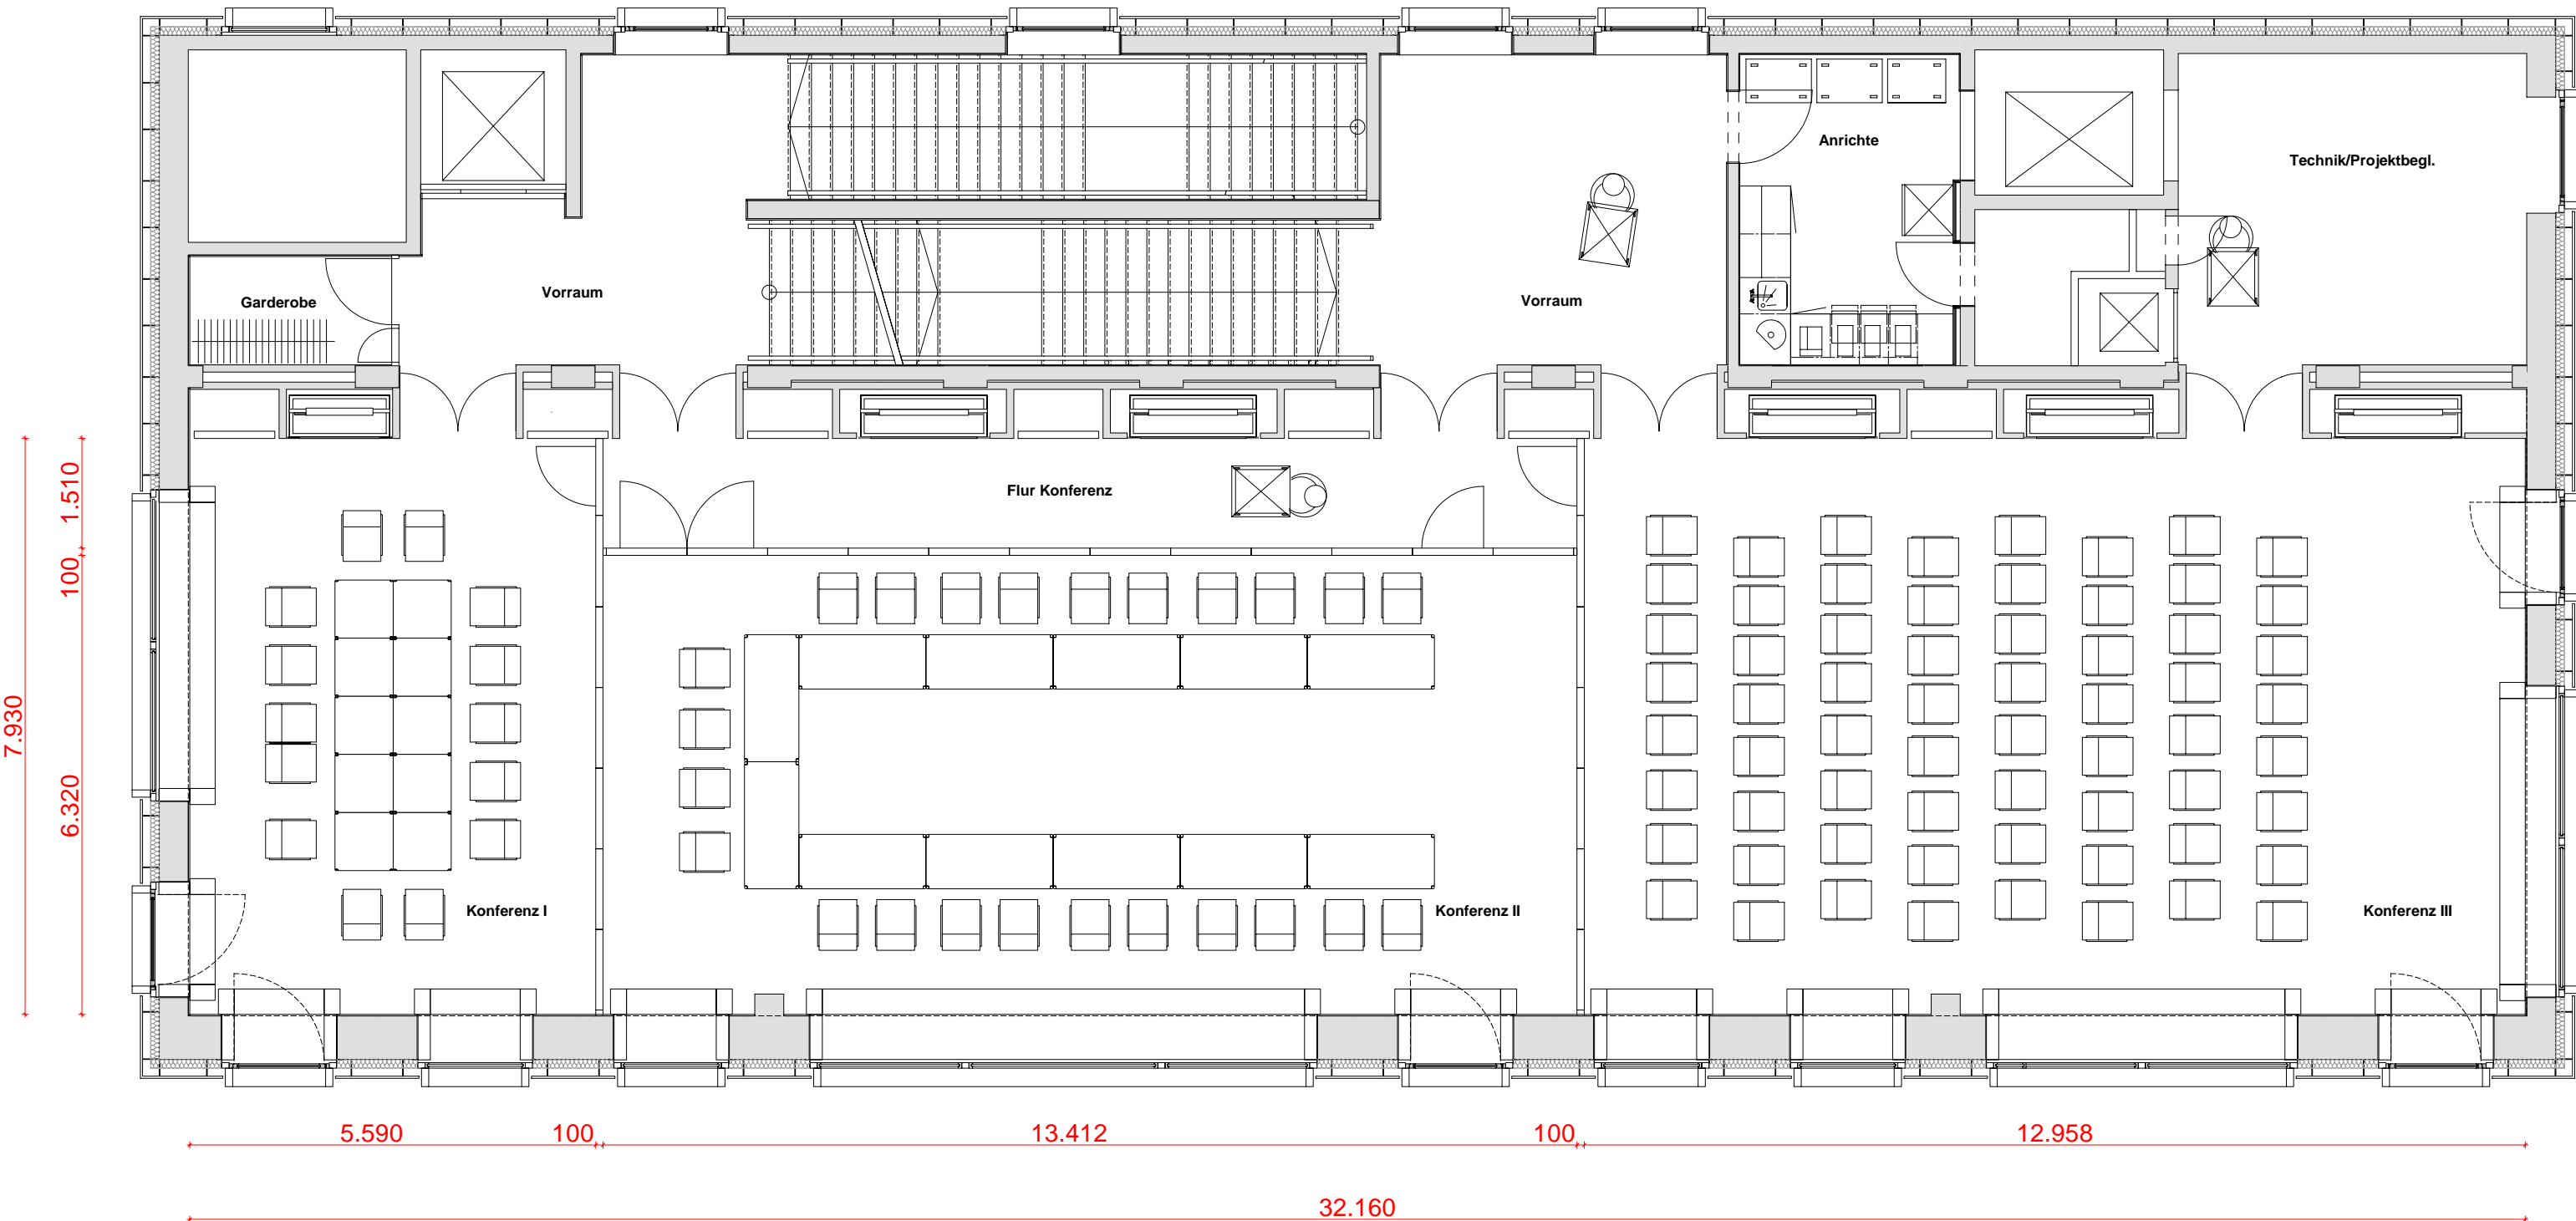 Anrichte
Technik/Projektbegl.
Garderobe
Vorraum
Vorraum
Flur Konferenz
1.510
100
7.930
6.320
Konferenz I
Konferenz II
Konferenz III
5.590
100
13.412
100
12.958
32.160